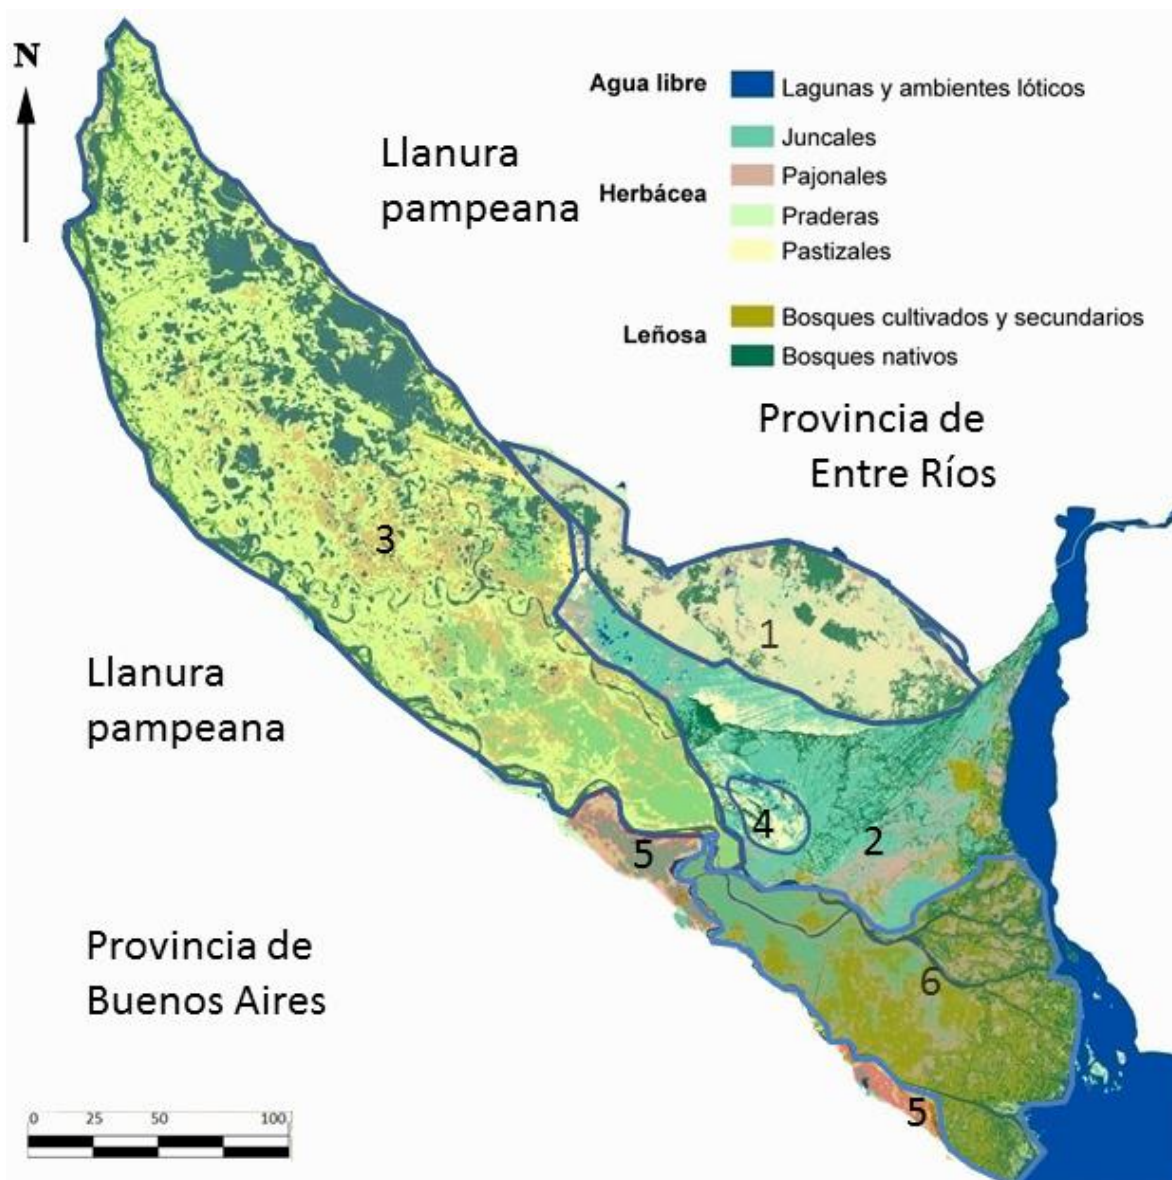 N
Agua libre
Lagunas y ambientes lóticos
Llanura
pampeana
Juncales
Herbácea
Pajonales
Praderas
Pastizales
Leñosa
Bosques cultivados y secundarios
Bosques nativos
Provincia de
Entre Ríos
3
1
Llanura
pampeana
4
2
5
Provincia de
Buenos Aires
6
5
0 25 50 100